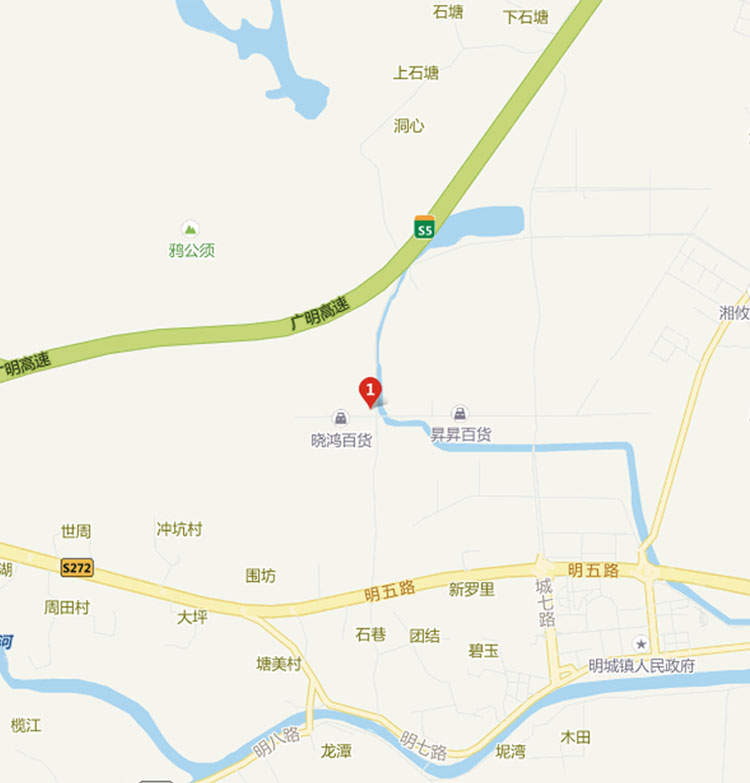 石塘
下石塘
上石塘
洞心
S5
鸦公须
广明高速
湘攸
广明高速
1
晓鸿百货
昇昇百货
世周
冲坑村
S272
湖
围坊
明五路
明五路
新罗里
城七路
周田村
大坪
石巷
团结
河
碧玉
塘美村
明城镇人民政府
榄江
明八路
龙潭
明七路
坭湾
木田